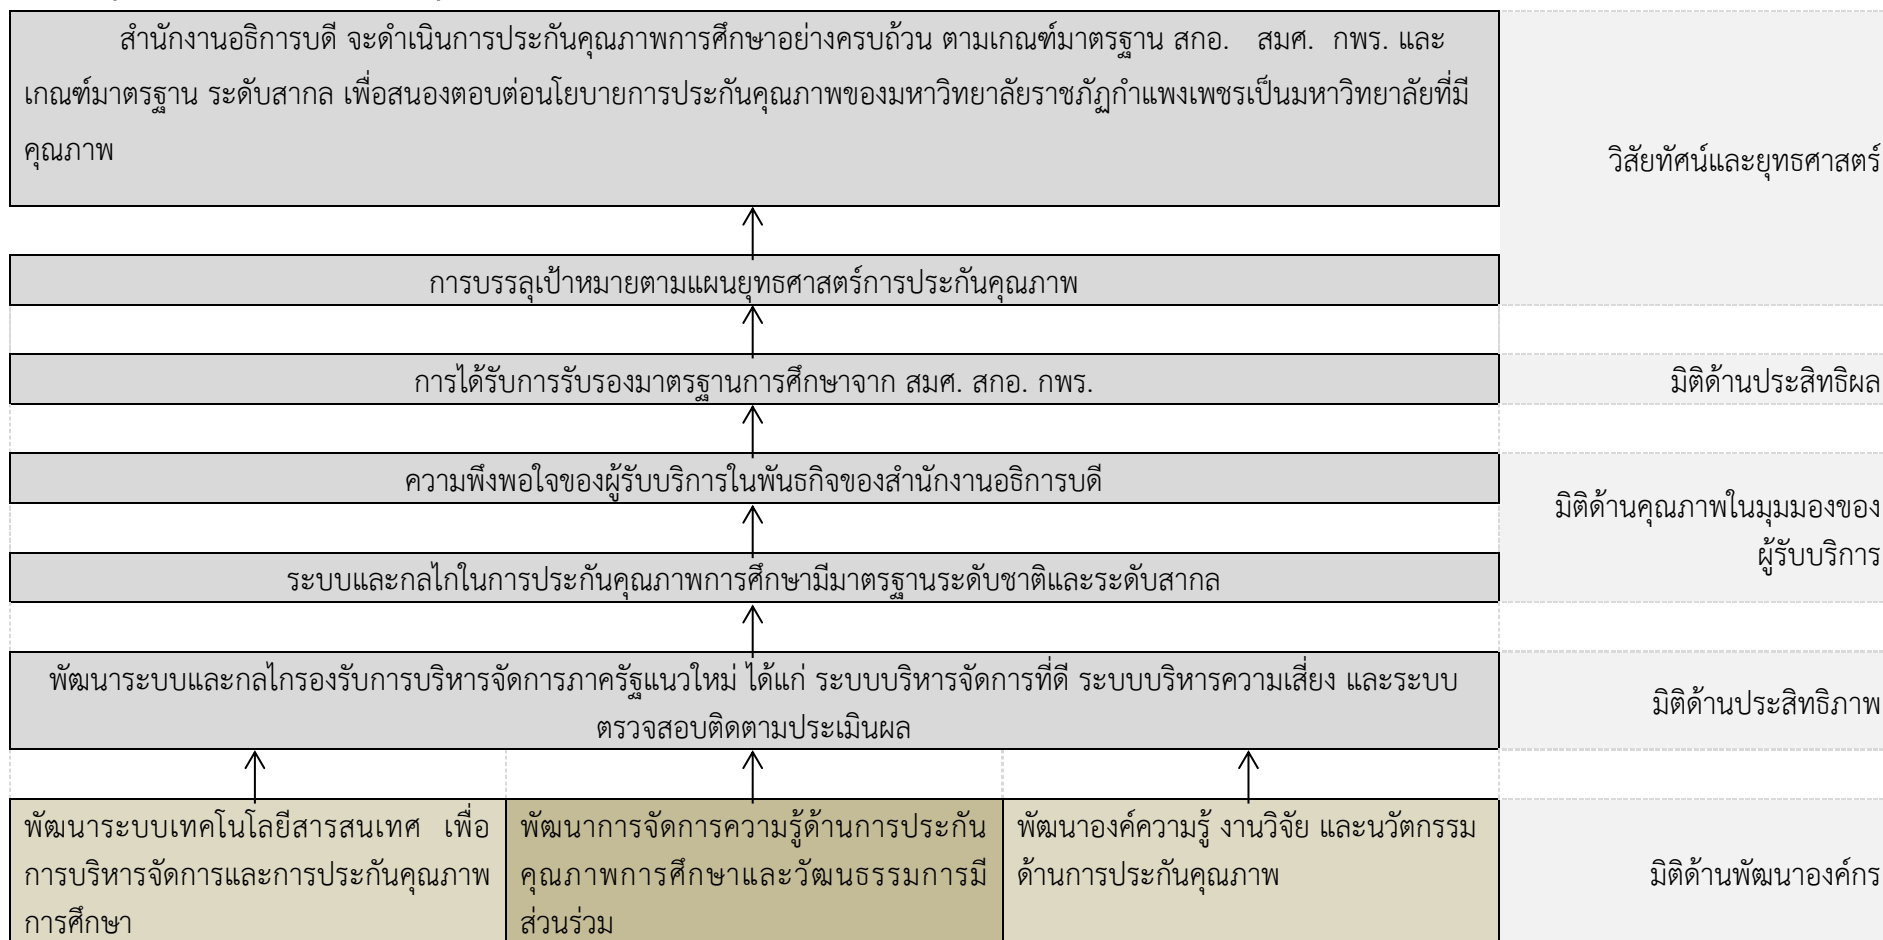 สำนักงานอธิการบดี จะดำเนินการประกันคุณภาพการศึกษาอย่างครบถ้วน ตามเกณฑ์มาตรฐาน สกอ. สมศ. กพร. และ
เกณฑ์มาตรฐาน ระดับสากล เพื่อสนองตอบต่อนโยบายการประกันคุณภาพของมหาวิทยาลัยราชภัฏกำแพงเพชรเป็นมหาวิทยาลัยที่มี
คุณภาพ
วิสัยทัศน์และยุทธศาสตร์
การบรรลุเป้าหมายตามแผนยุทธศาสตร์การประกันคุณภาพ
การได้รับการรับรองมาตรฐานการศึกษาจาก สมศ. สกอ. กพร.
มิติด้านประสิทธิผล
ความพึงพอใจของผู้รับบริการในพันธกิจของสำนักงานอธิการบดี
มิติด้านคุณภาพในมุมมองของ
ผู้รับบริการ
ระบบและกลไกในการประกันคุณภาพการศึกษามีมาตรฐานระดับชาติและระดับสากล
พัฒนาระบบและกลไกรองรับการบริหารจัดการภาครัฐแนวใหม่ ได้แก่ ระบบบริหารจัดการที่ดี ระบบบริหารความเสี่ยง และระบบ
ตรวจสอบติดตามประเมินผล
มิติด้านประสิทธิภาพ
พัฒนาระบบเทคโนโลยีสารสนเทศ เพื่อ
การบริหารจัดการและการประกันคุณภาพ
การศึกษา
พัฒนาการจัดการความรู้ด้านการประกัน
คุณภาพการศึกษาและวัฒนธรรมการมี
ส่วนร่วม
พัฒนาองค์ความรู้ งานวิจัย และนวัตกรรม
ด้านการประกันคุณภาพ
มิติด้านพัฒนาองค์กร